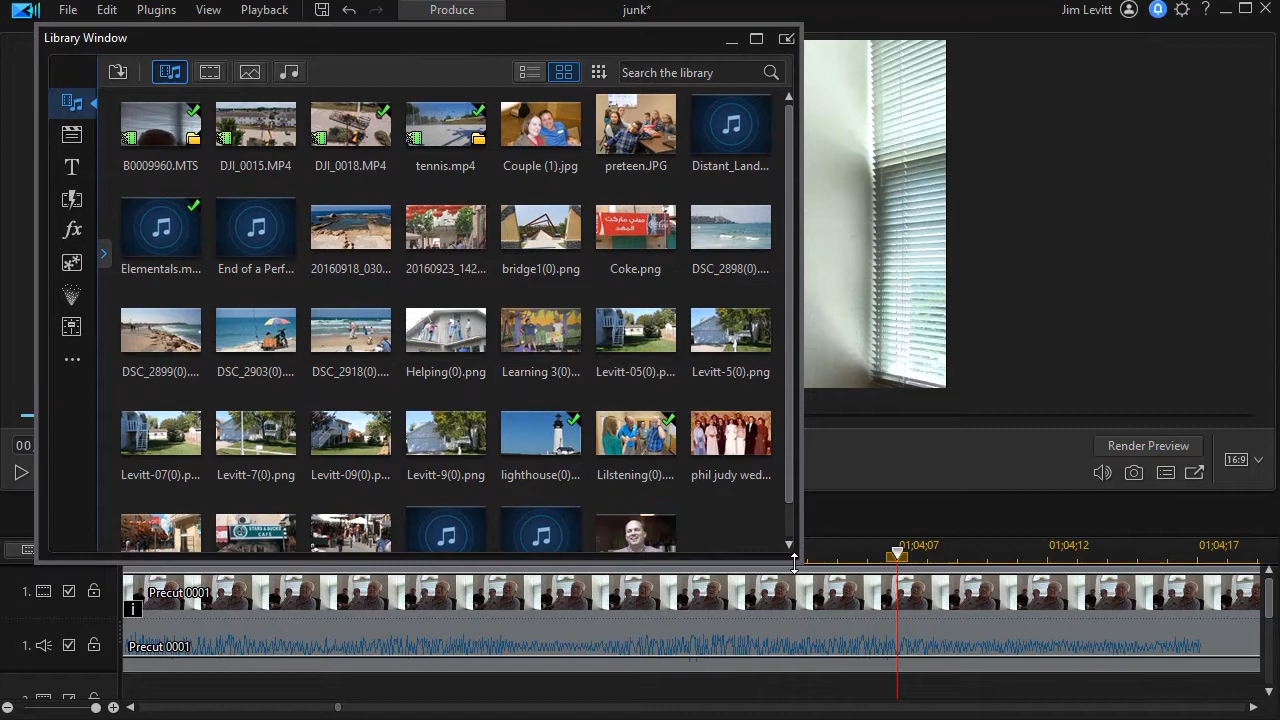 File Edit Plugins View Playback Produce junk* Jim Levitt
Library Window
Search the library
B0009960.MTS DJI_0015.MP4 DJI_0018.MP4 tennis.mp4 Couple (1).jpg preteen.JPG Distant_Land...
Elementals.m... End of a Perf... 20160918_030... 20160923_142... bridge1(0).png Coke.png DSC_2898(0)....
DSC_2899(0).... DSC_2903(0).... DSC_2918(0).... Helping(0).png Learning 3(0)... Levitt-05(0).p... Levitt-5(0).png
Levitt-07(0).p... Levitt-7(0).png Levitt-09(0).p... Levitt-9(0).png lighthouse(0)... Lilstening(0).... phil judy wed...
00
Render Preview
16:9
01;04;07 01;04;12 01;04;17
1. Precut 0001
1. Precut 0001